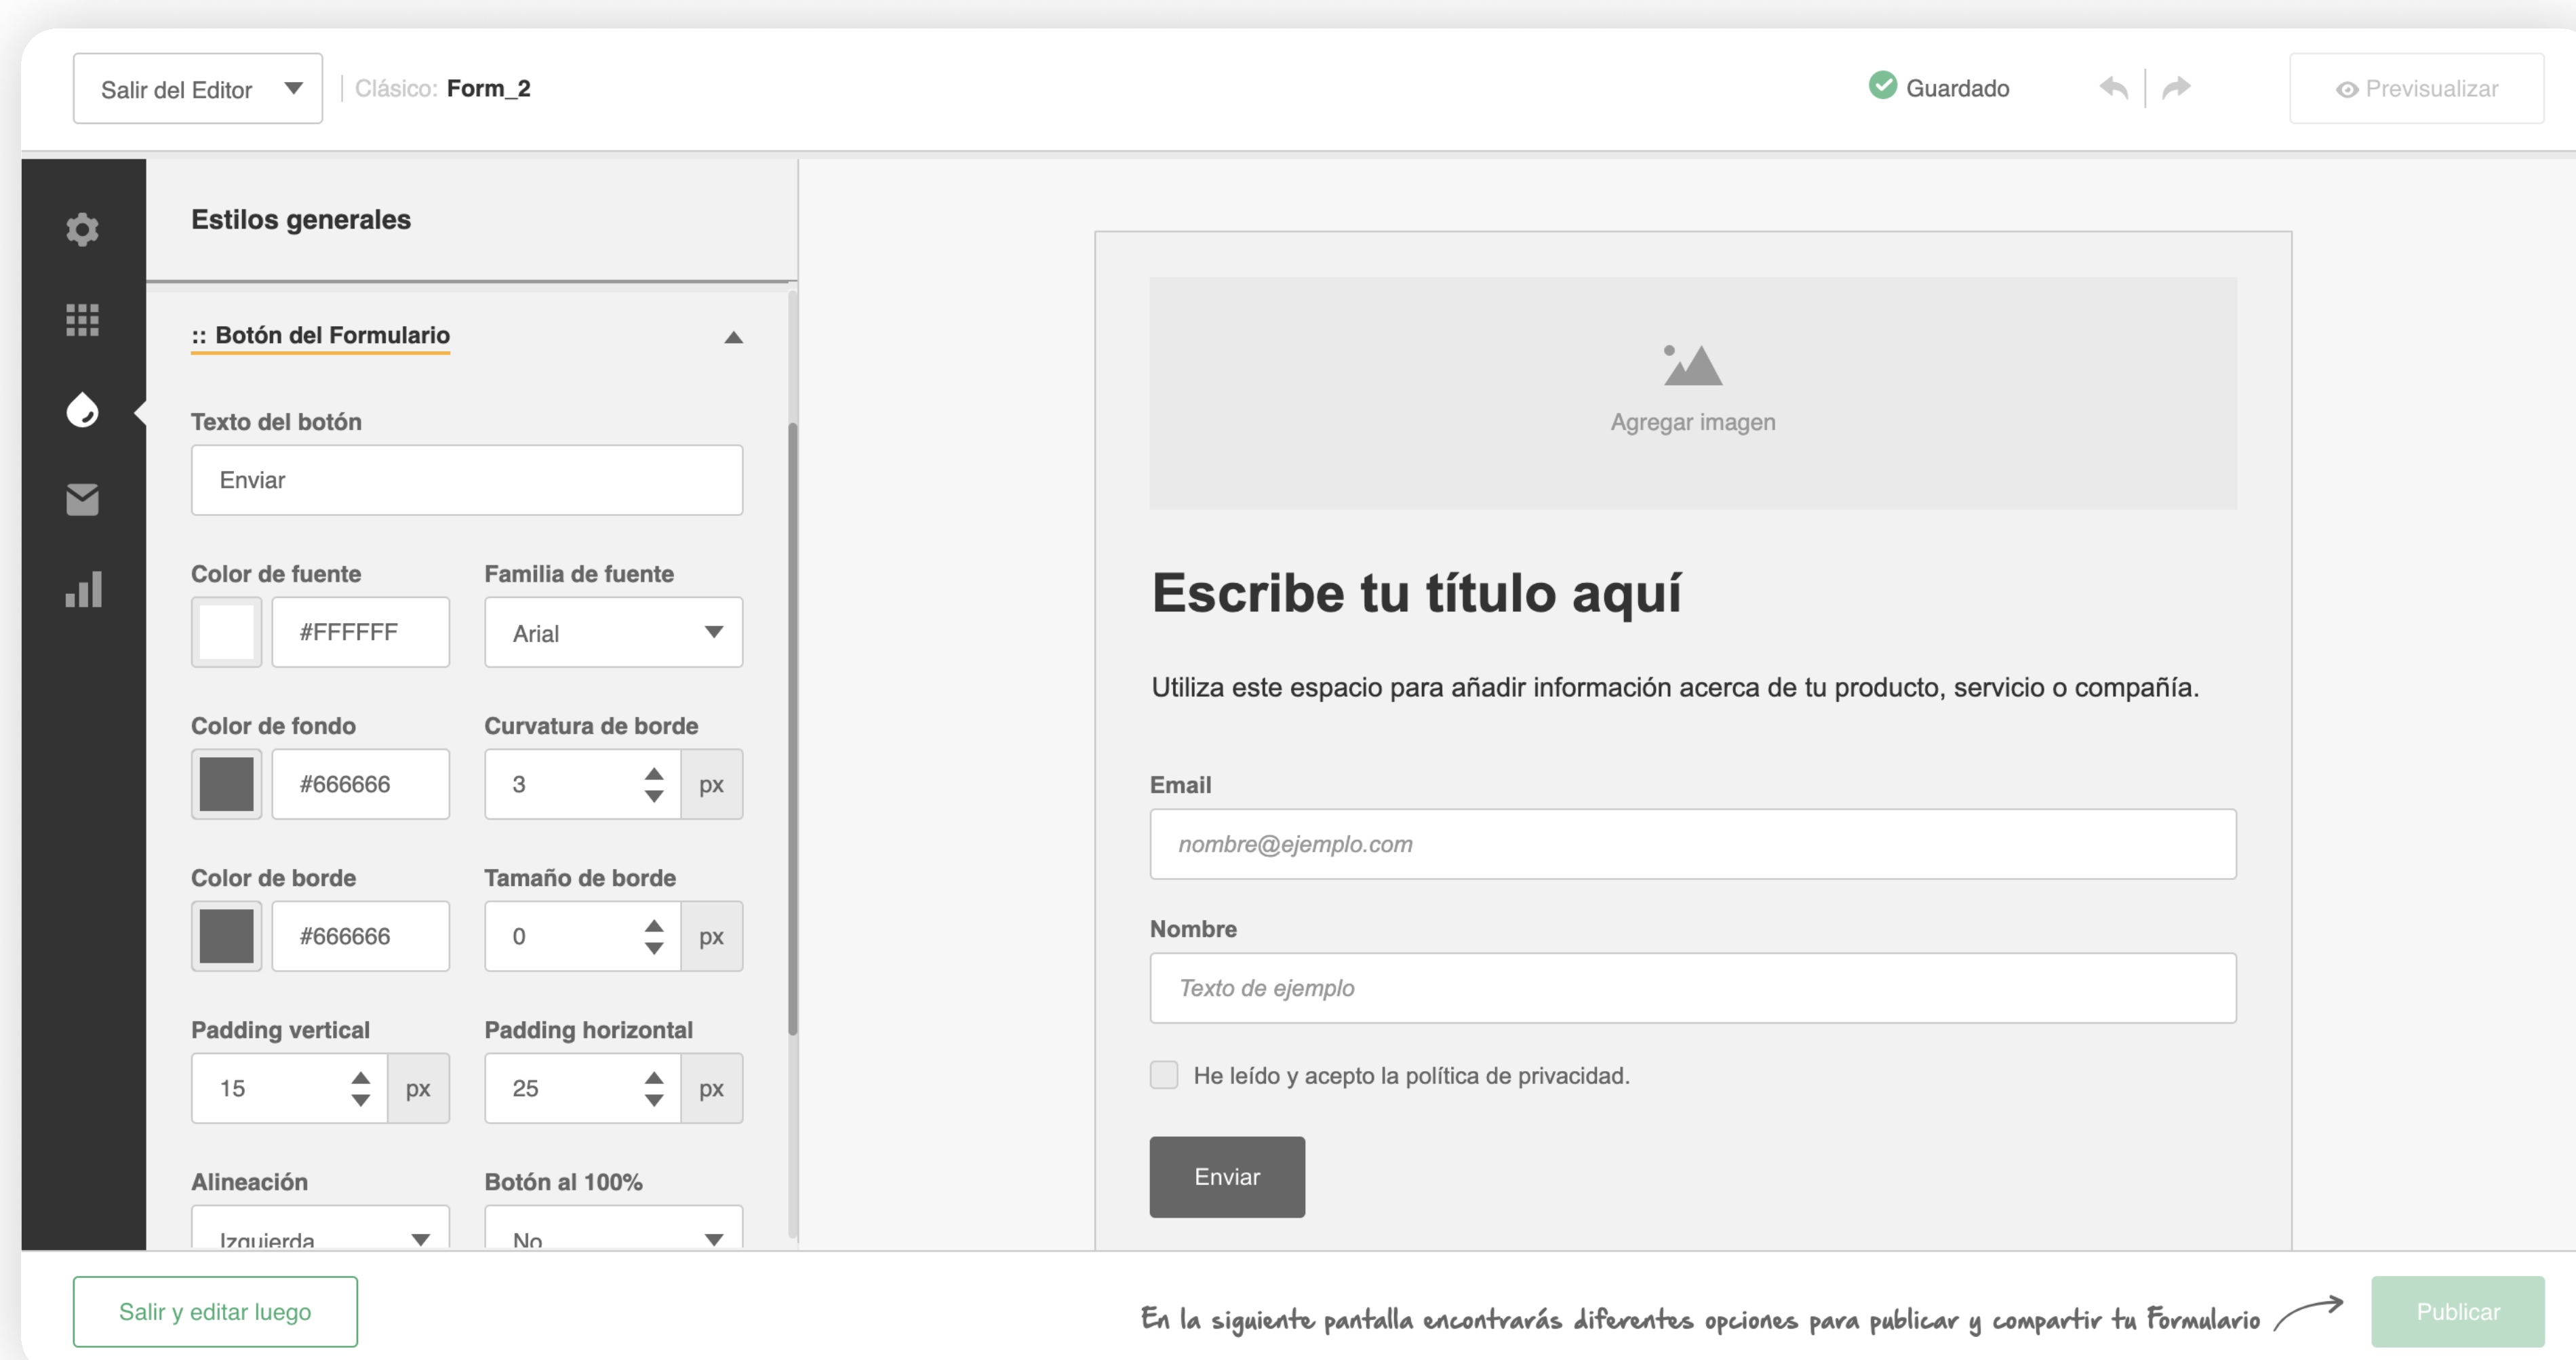 Salir del Editor
Clásico: Form_2
Guardado
Previsualizar
Estilos generales
:: Botón del Formulario
Texto del botón
Enviar
Color de fuente
Familia de fuente
#FFFFFF
Arial
Color de fondo
Curvatura de borde
#666666
3
px
Color de borde
Tamaño de borde
#666666
0
px
Padding vertical
Padding horizontal
15
px
25
px
Alineación
Botón al 100%
Izquierda
No
Agregar imagen
Escribe tu título aquí
Utiliza este espacio para añadir información acerca de tu producto, servicio o compañía.
Email
nombre@ejemplo.com
Nombre
Texto de ejemplo
He leído y acepto la política de privacidad.
Enviar
Salir y editar luego
En la siguiente pantalla encontrarás diferentes opciones para publicar y compartir tu Formulario
Publicar